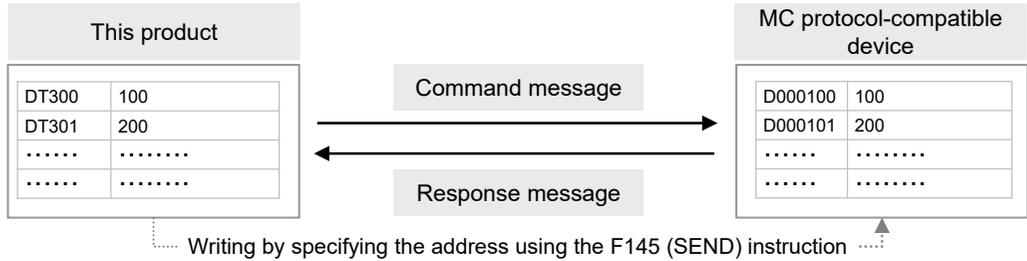 This product
MC protocol-compatible
device
DT300 100
DT301 200
...... ........
...... ........
Command message
Response message
D000100 100
D000101 200
...... ........
...... ........
Writing by specifying the address using the F145 (SEND) instruction